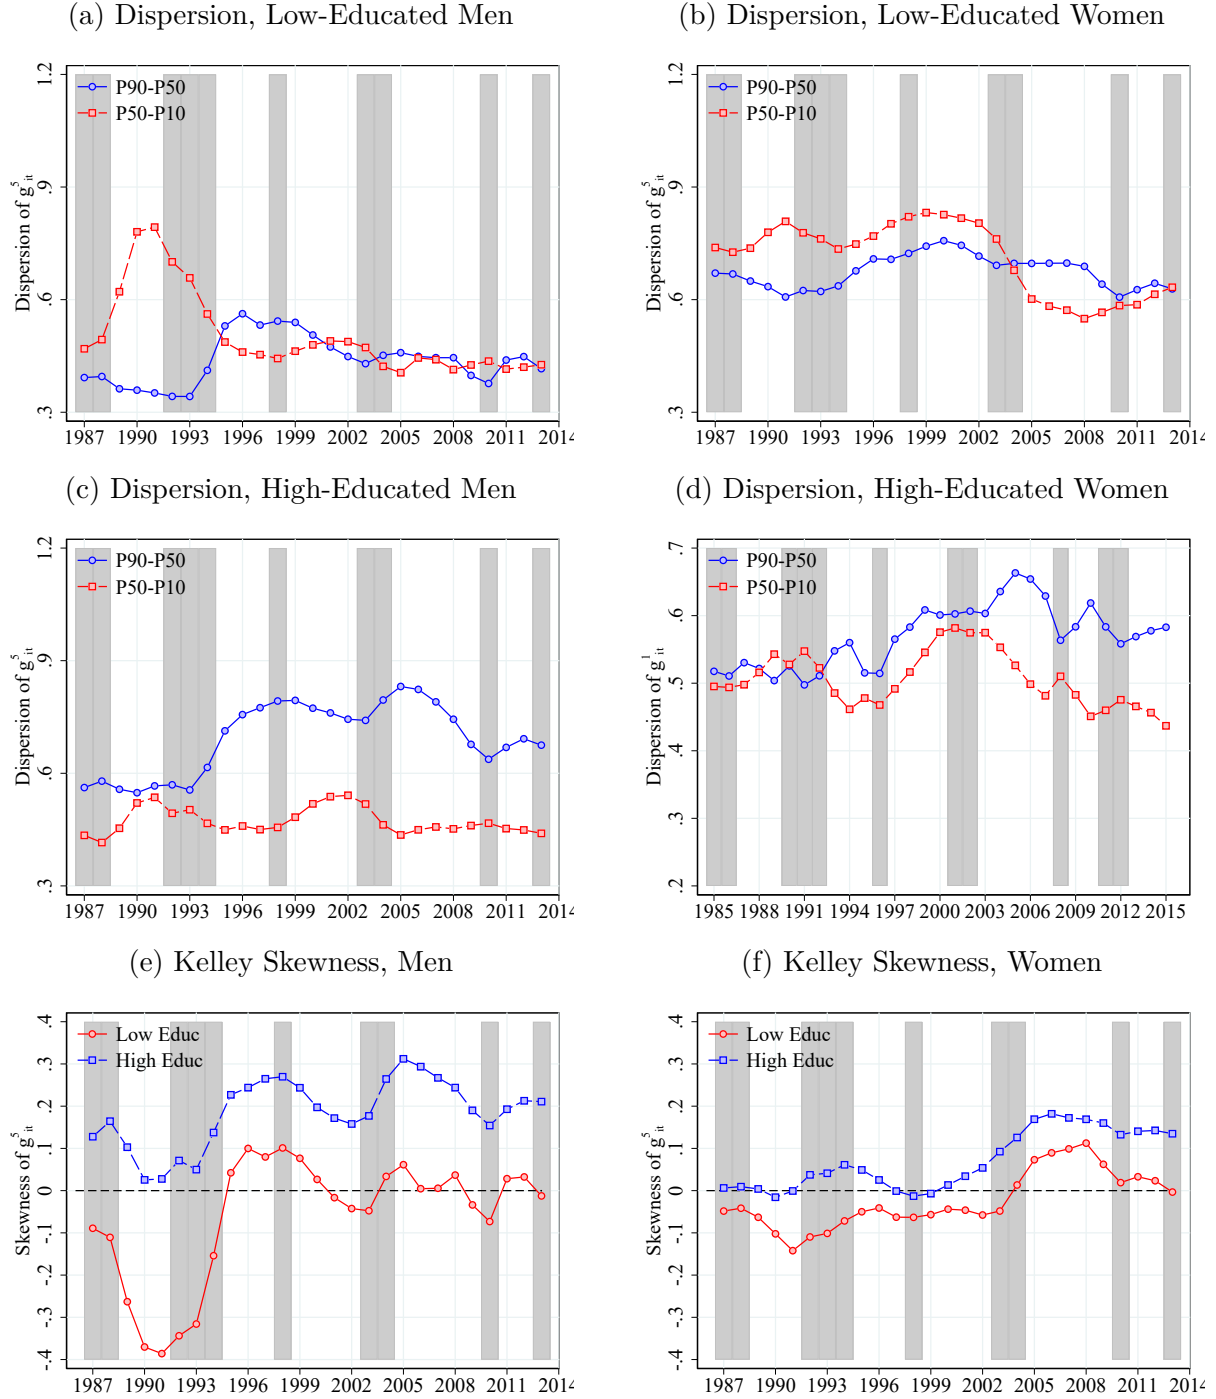 (a) Dispersion, Low-Educated Men
1.2
.9
.6
.3
Dispersion of g⁵ᵢₜ
P90-P50
P50-P10
1987 1990 1993 1996 1999 2002 2005 2008 2011 2014
(b) Dispersion, Low-Educated Women
1.2
.9
.6
.3
Dispersion of g⁵ᵢₜ
P90-P50
P50-P10
1987 1990 1993 1996 1999 2002 2005 2008 2011 2014
(c) Dispersion, High-Educated Men
1.2
.9
.6
.3
Dispersion of g⁵ᵢₜ
P90-P50
P50-P10
1987 1990 1993 1996 1999 2002 2005 2008 2011 2014
(d) Dispersion, High-Educated Women
.7
.6
.5
.4
.3
.2
Dispersion of g¹ᵢₜ
P90-P50
P50-P10
1985 1988 1991 1994 1997 2000 2003 2006 2009 2012 2015
(e) Kelley Skewness, Men
.4
.3
.2
.1
0
-.1
-.2
-.3
-.4
Skewness of g⁵ᵢₜ
Low Educ
High Educ
1987 1990 1993 1996 1999 2002 2005 2008 2011 2014
(f) Kelley Skewness, Women
.4
.3
.2
.1
0
-.1
-.2
-.3
-.4
Skewness of g⁵ᵢₜ
Low Educ
High Educ
1987 1990 1993 1996 1999 2002 2005 2008 2011 2014